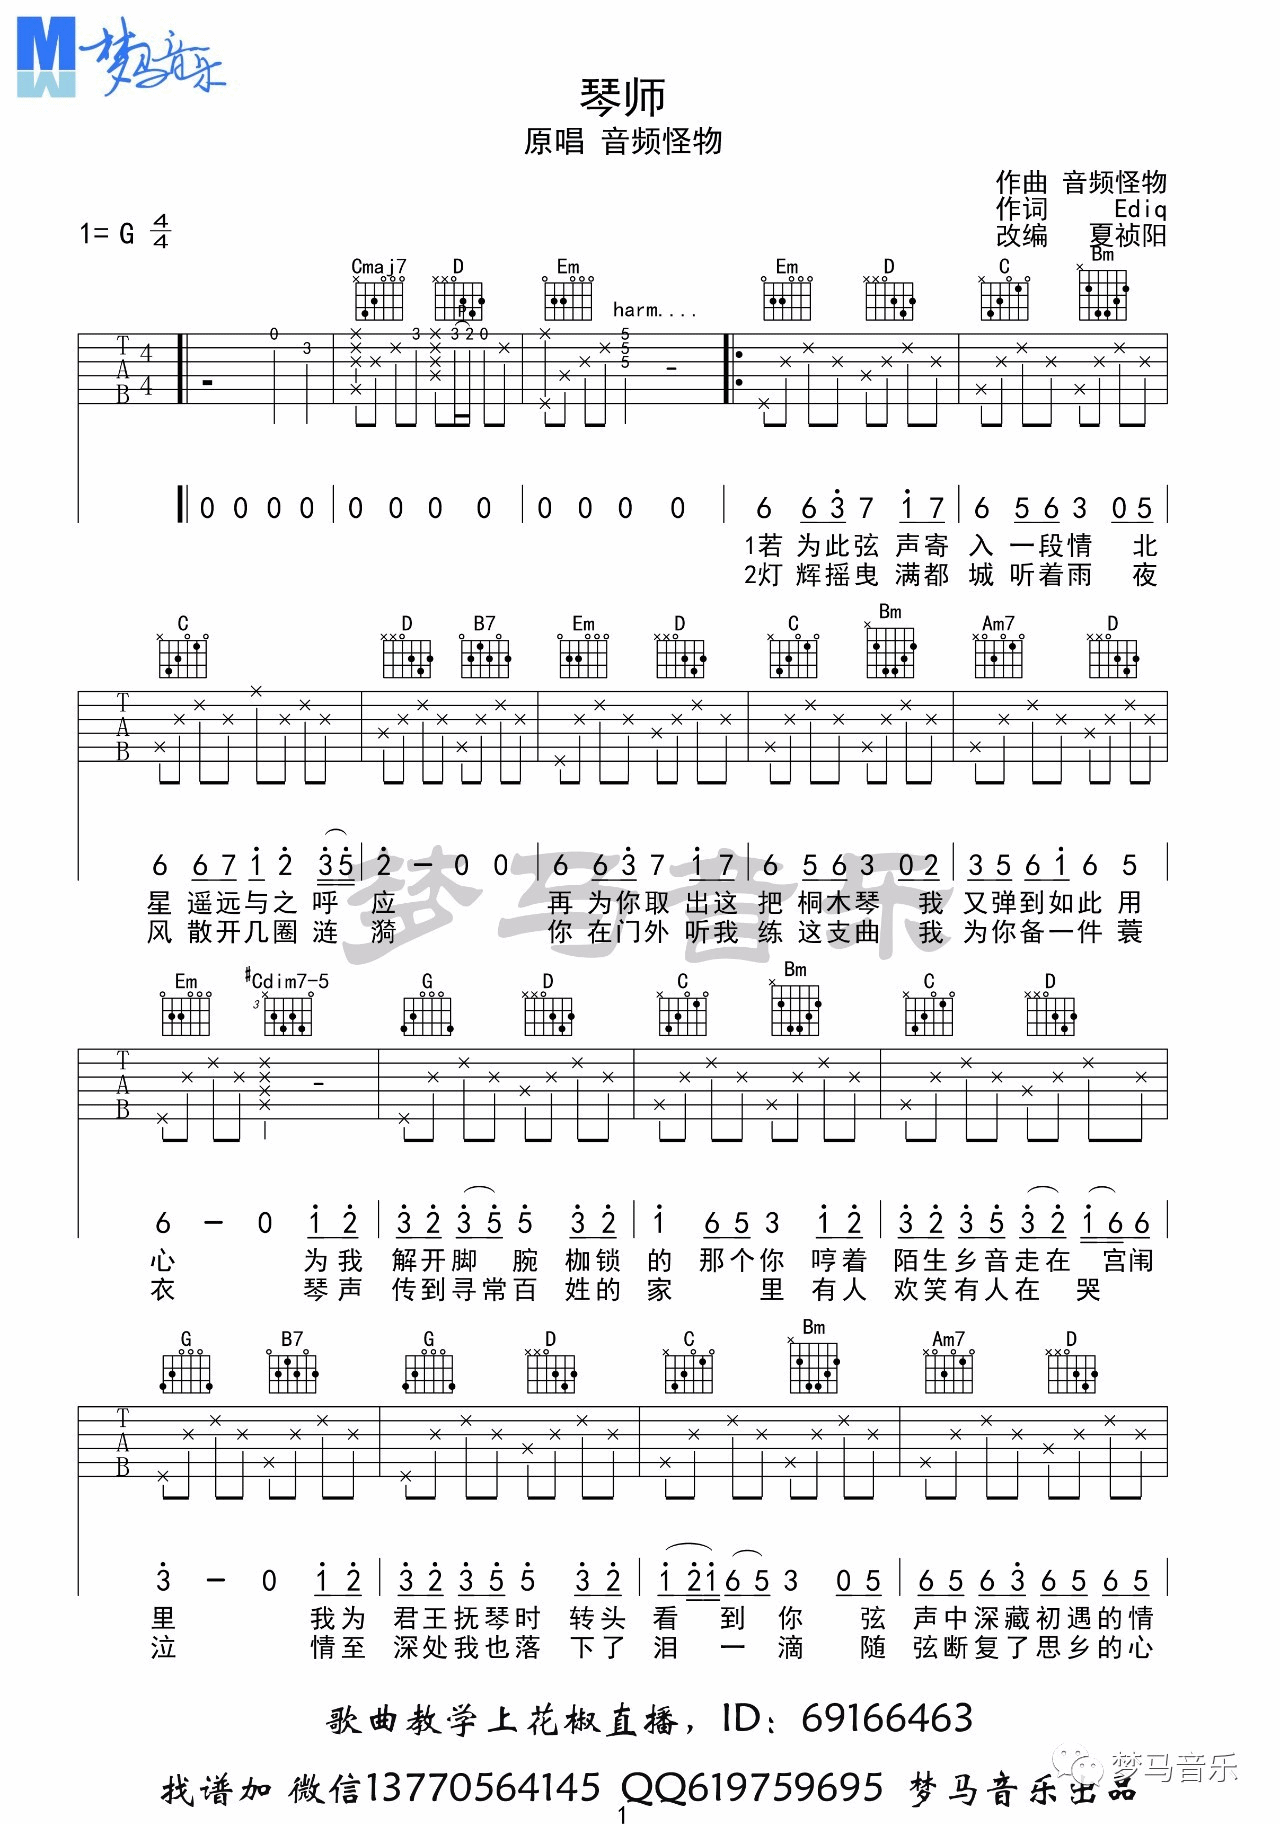 M 梦马音乐
琴师
原唱 音频怪物
作曲 音频怪物
作词 Ediq
改编 夏祯阳
1= G 4/4
Cmaj7 D Em Em D C Bm
harm....
P
0 3 3 3 2 0 5 5 5
T A B 4 4
0 0 0 0 0 0 0 0 0 0 0 0 6 6 3 7 1 7 6 5 6 3 0 5
1若 为此弦 声寄 入 一段情 北
2灯 辉摇曳 满都 城 听着雨 夜
C D B7 Em D C Bm Am7 D
T A B
6 6 7 1 2 3 5 2 - 0 0 6 6 3 7 1 7 6 5 6 3 0 2 3 5 6 1 6 5
星 遥远与之 呼 应 再 为你取 出这 把 桐木琴 我 又弹到如此 用
风 散开几圈 涟 漪 你 在门外 听我 练 这支曲 我 为你备一件 蓑
梦马音乐
Em #Cdim7-5 G D C Bm C D
3
T A B
6 - 0 1 2 3 2 3 5 5 3 2 1 6 5 3 1 2 3 2 3 5 3 2 1 6 6
心 为我 解开脚 腕 枷锁 的 那个你 哼着 陌生乡音走在 宫闱
衣 琴声 传到寻常百 姓的 家 里 有人 欢笑有人在 哭
G B7 G D C Bm Am7 D
T A B
3 - 0 1 2 3 2 3 5 5 3 2 1 2 1 6 5 3 0 5 6 5 6 3 6 5 6 5
里 我为 君王抚琴时 转头 看 到 你 弦 声中深藏初遇的情
泣 情至 深处我也落 下了 泪 一 滴 随 弦断复了思乡的心
歌曲教学上花椒直播，ID：69166463
梦马音乐
找谱加 微信13770564145 QQ619759695 梦马音乐出品
1